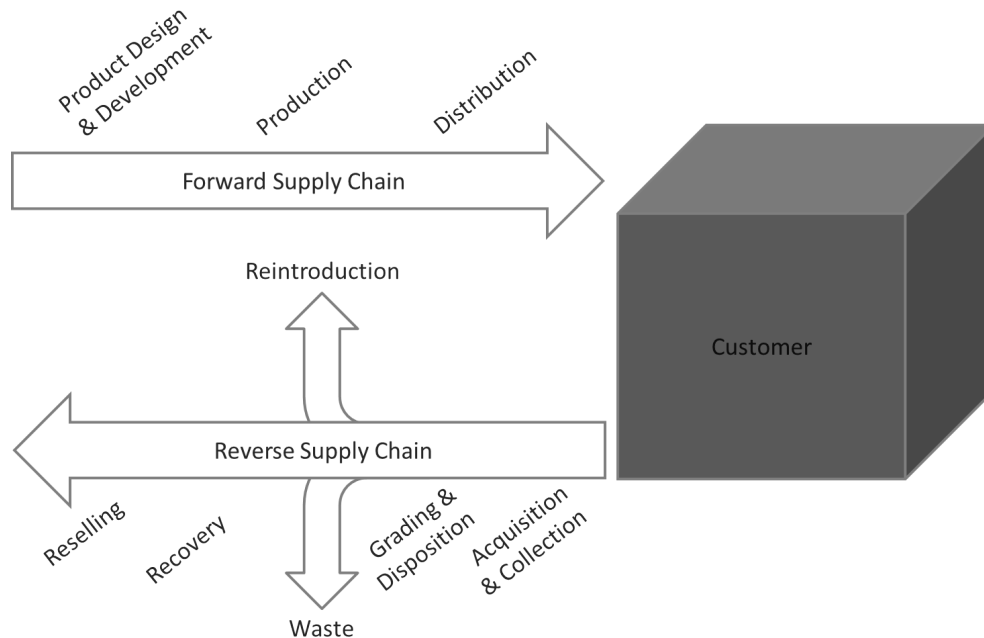 Product Design
& Development
Production
Distribution
Forward Supply Chain
Reintroduction
Customer
Reverse Supply Chain
Reselling
Recovery
Grading &
Disposition
Acquisition
& Collection
Waste